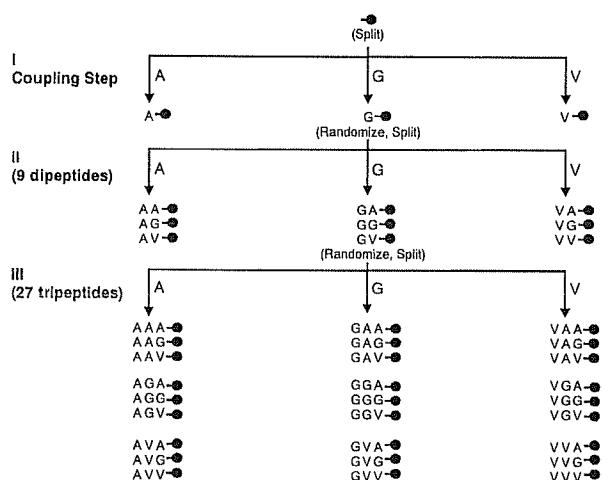 (Split)
I
Coupling Step
A
G
V
A
G
V
(Randomize, Split)
II
(9 dipeptides)
A
G
V
AA
GA
VA
AG
GG
VG
AV
GV
VV
(Randomize, Split)
III
(27 tripeptides)
A
G
V
AAA
GAA
VAA
AAG
GAG
VAG
AAV
GAV
VAV
AGA
GGA
VGA
AGG
GGG
VGG
AGV
GGV
VGV
AVA
GVA
VVA
AVG
GVG
VVG
AVV
GVV
VVV